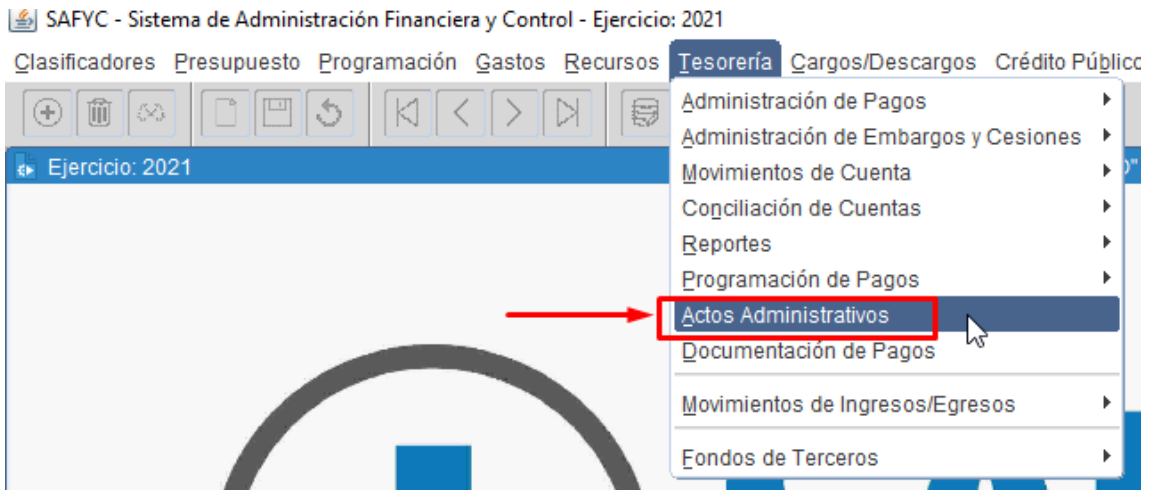 SAFYC - Sistema de Administración Financiera y Control - Ejercicio: 2021
Clasificadores Presupuesto Programación Gastos Recursos Tesorería Cargos/Descargos Crédito Público
Ejercicio: 2021
Administración de Pagos
Administración de Embargos y Cesiones
Movimientos de Cuenta
Conciliación de Cuentas
Reportes
Programación de Pagos
Actos Administrativos
Documentación de Pagos
Movimientos de Ingresos/Egresos
Fondos de Terceros